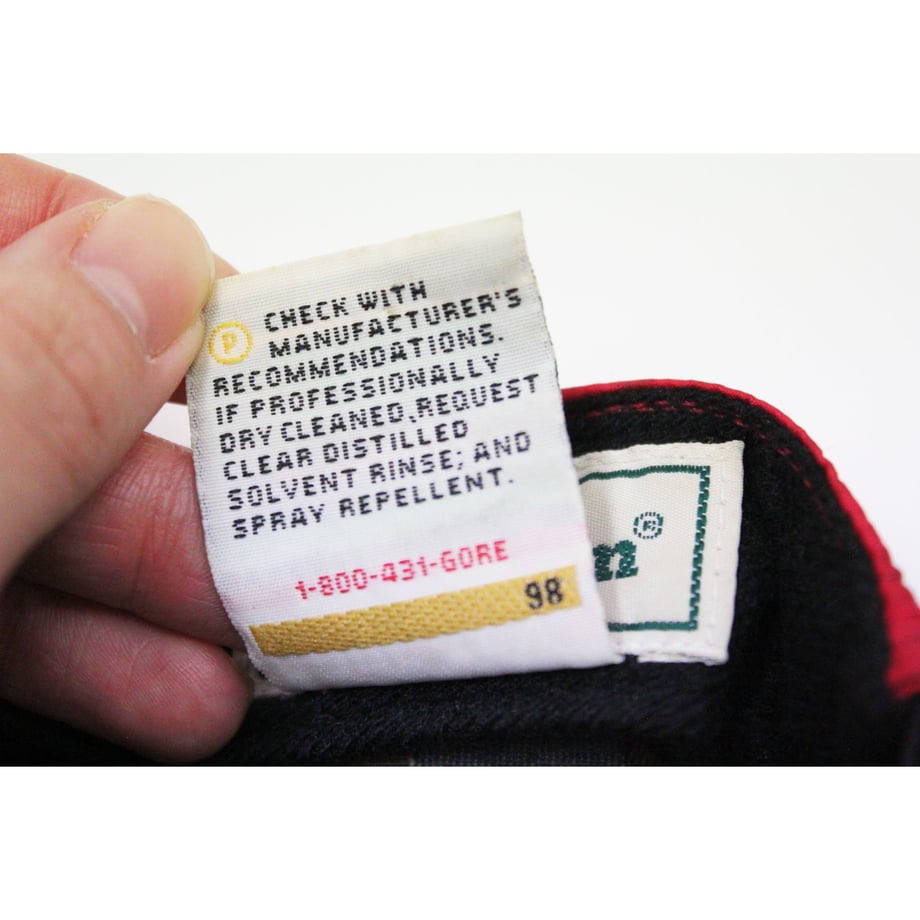 CHECK WITH
Ⓟ MANUFACTURER'S
RECOMMENDATIONS.
IF PROFESSIONALLY
DRY CLEANED, REQUEST
CLEAR DISTILLED
SOLVENT RINSE; AND
SPRAY REPELLENT.
1-800-431-GORE
98
n®